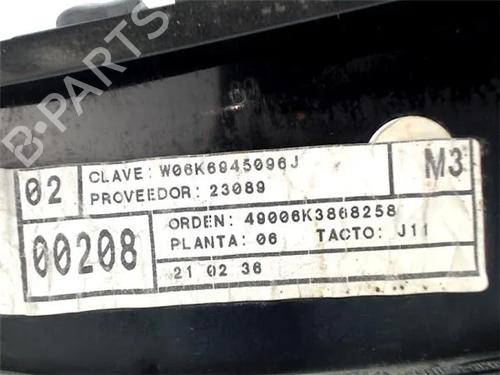 B-PARTS
02
CLAVE: W06K6945096J
PROVEEDOR: 23089
M3
00208
ORDEN: 49006K3868258
PLANTA: 06 TACTO: J11
21 02 36